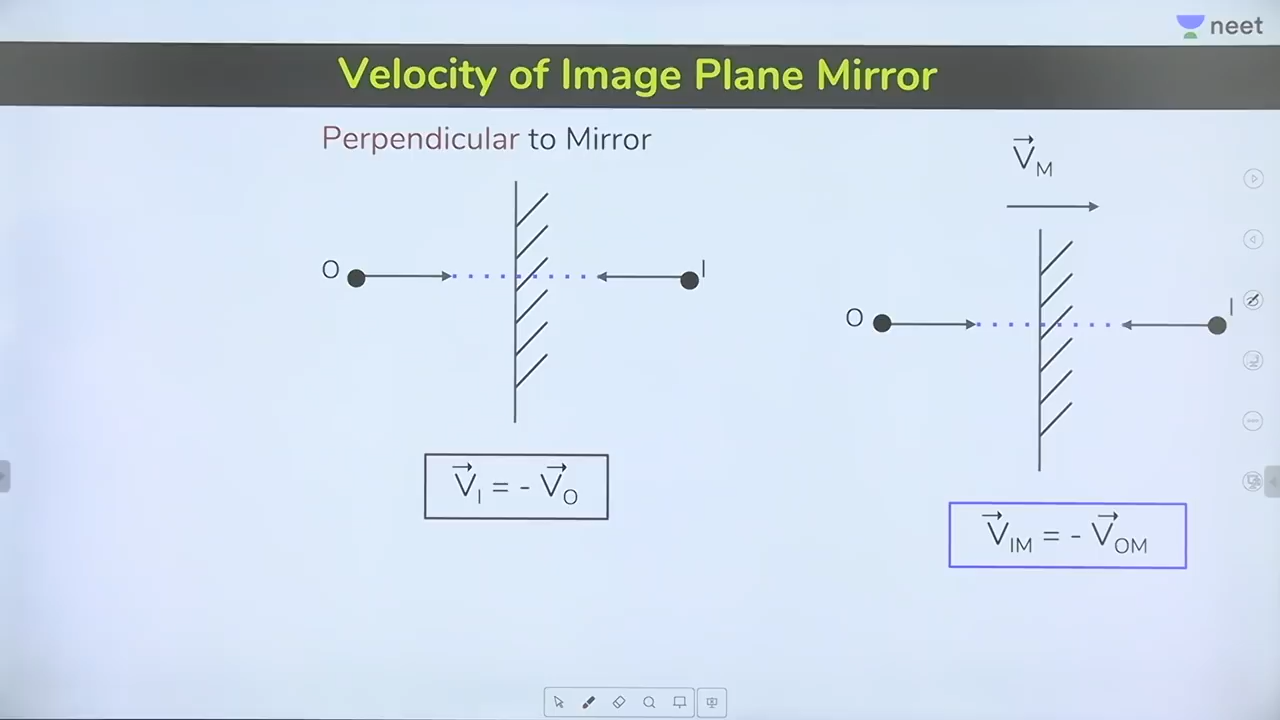 neet
Velocity of Image Plane Mirror
Perpendicular to Mirror
V⃗M
O
I
O
I
V⃗I = - V⃗O
V⃗IM = - V⃗OM